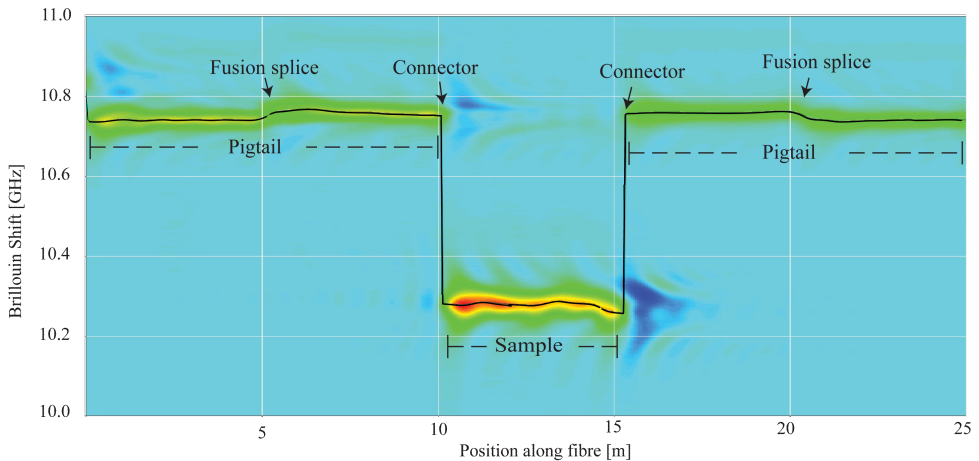 11.0
Fusion splice
Connector
Connector
Fusion splice
10.8
Pigtail
Pigtail
10.6
Brillouin Shift [GHz]
10.4
10.2
Sample
10.0
5
10
15
20
25
Position along fibre [m]